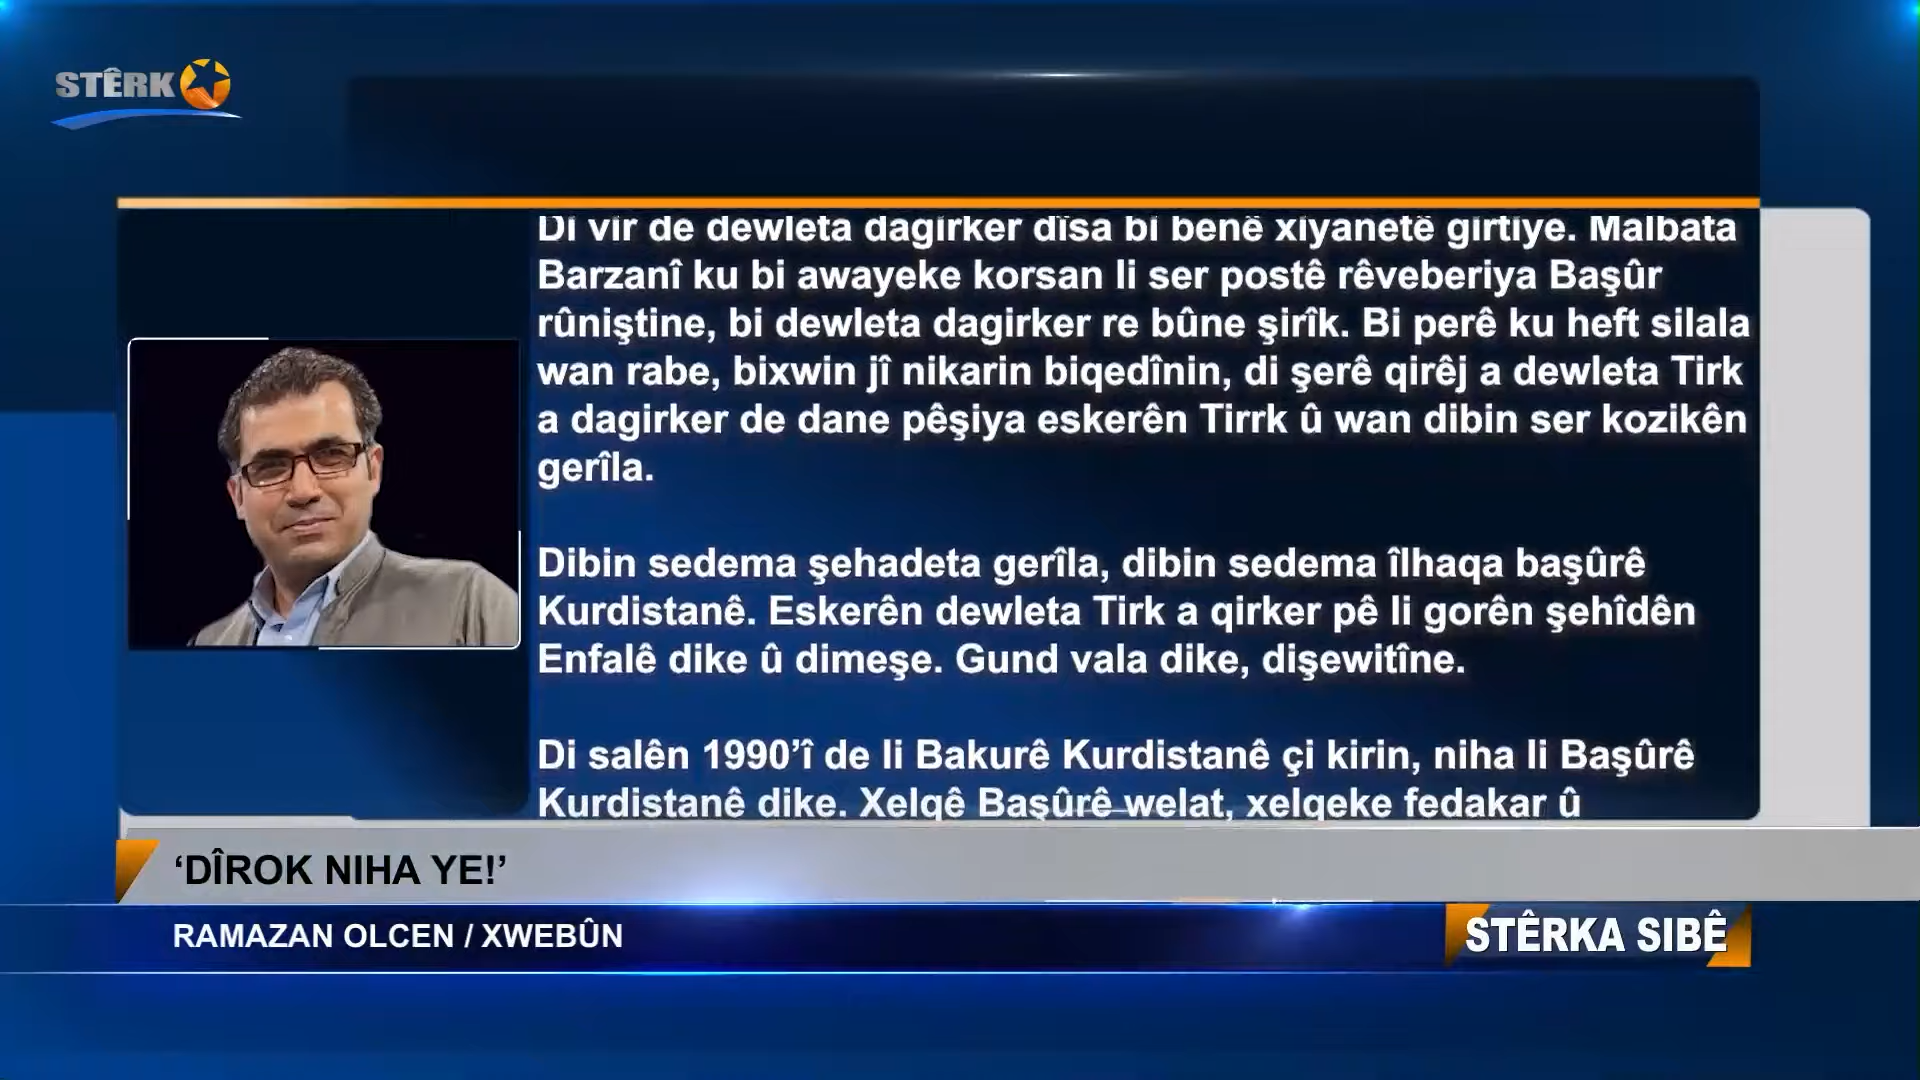 STÊRK
Di vir de dewleta dagirker dîsa bi benê xiyanetê girtiye. Malbata
Barzanî ku bi awayeke korsan li ser postê rêveberiya Başûr
rûniştine, bi dewleta dagirker re bûne şirîk. Bi perê ku heft silala
wan rabe, bixwin jî nikarin biqedînin, di şerê qirêj a dewleta Tirk
a dagirker de dane pêşiya eskerên Tirrk û wan dibin ser kozikên
gerîla.
Dibin sedema şehadeta gerîla, dibin sedema îlhaqa başûrê
Kurdistanê. Eskerên dewleta Tirk a qirker pê li gorên şehîdên
Enfalê dike û dimeşe. Gund vala dike, dişewitîne.
Di salên 1990’î de li Bakurê Kurdistanê çi kirin, niha li Başûrê
Kurdistanê dike. Xelqê Başûrê welat, xelqeke fedakar û
‘DÎROK NIHA YE!’
RAMAZAN OLCEN / XWEBÛN
STÊRKA SIBÊ